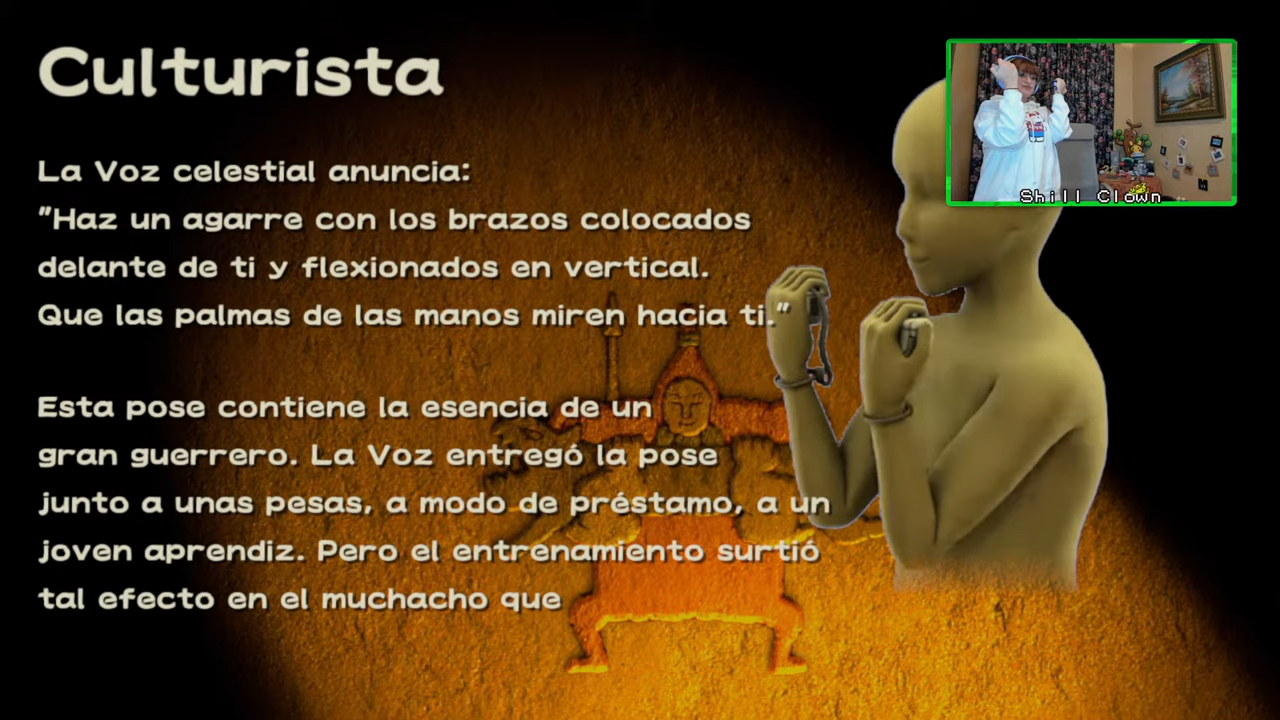 Culturista
La Voz celestial anuncia:
"Haz un agarre con los brazos colocados
delante de ti y flexionados en vertical.
Que las palmas de las manos miren hacia ti."
Esta pose contiene la esencia de un
gran guerrero. La Voz entregó la pose
junto a unas pesas, a modo de préstamo, a un
joven aprendiz. Pero el entrenamiento surtió
tal efecto en el muchacho que
Shill Clown